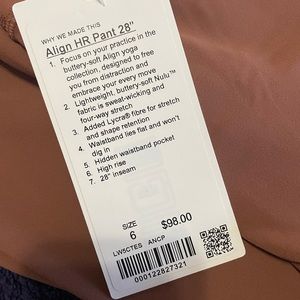 WHY WE MADE THIS
Align HR Pant 28"
1. Focus on your practice in the
buttery-soft Align yoga
collection, designed to free
you from distraction and
embrace your every move
2. Lightweight, buttery-soft Nulu™
fabric is sweat-wicking and
four-way stretch
3. Added Lycra® fibre for stretch
and shape retention
4. Waistband lies flat and won't
dig in
5. Hidden waistband pocket
6. High rise
7. 28" inseam
SIZE
6
$98.00
LW5CTES ANCP
000122827321